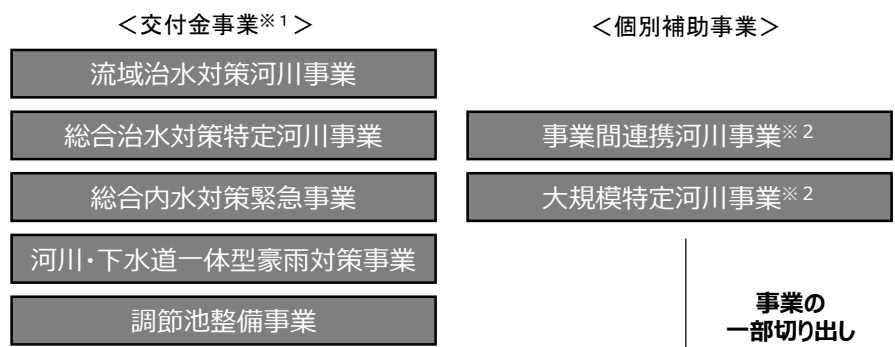 ＜交付金事業※１＞
流域治水対策河川事業
総合治水対策特定河川事業
総合内水対策緊急事業
河川・下水道一体型豪雨対策事業
調節池整備事業
＜個別補助事業＞
事業間連携河川事業※２
大規模特定河川事業※２
事業の
一部切り出し